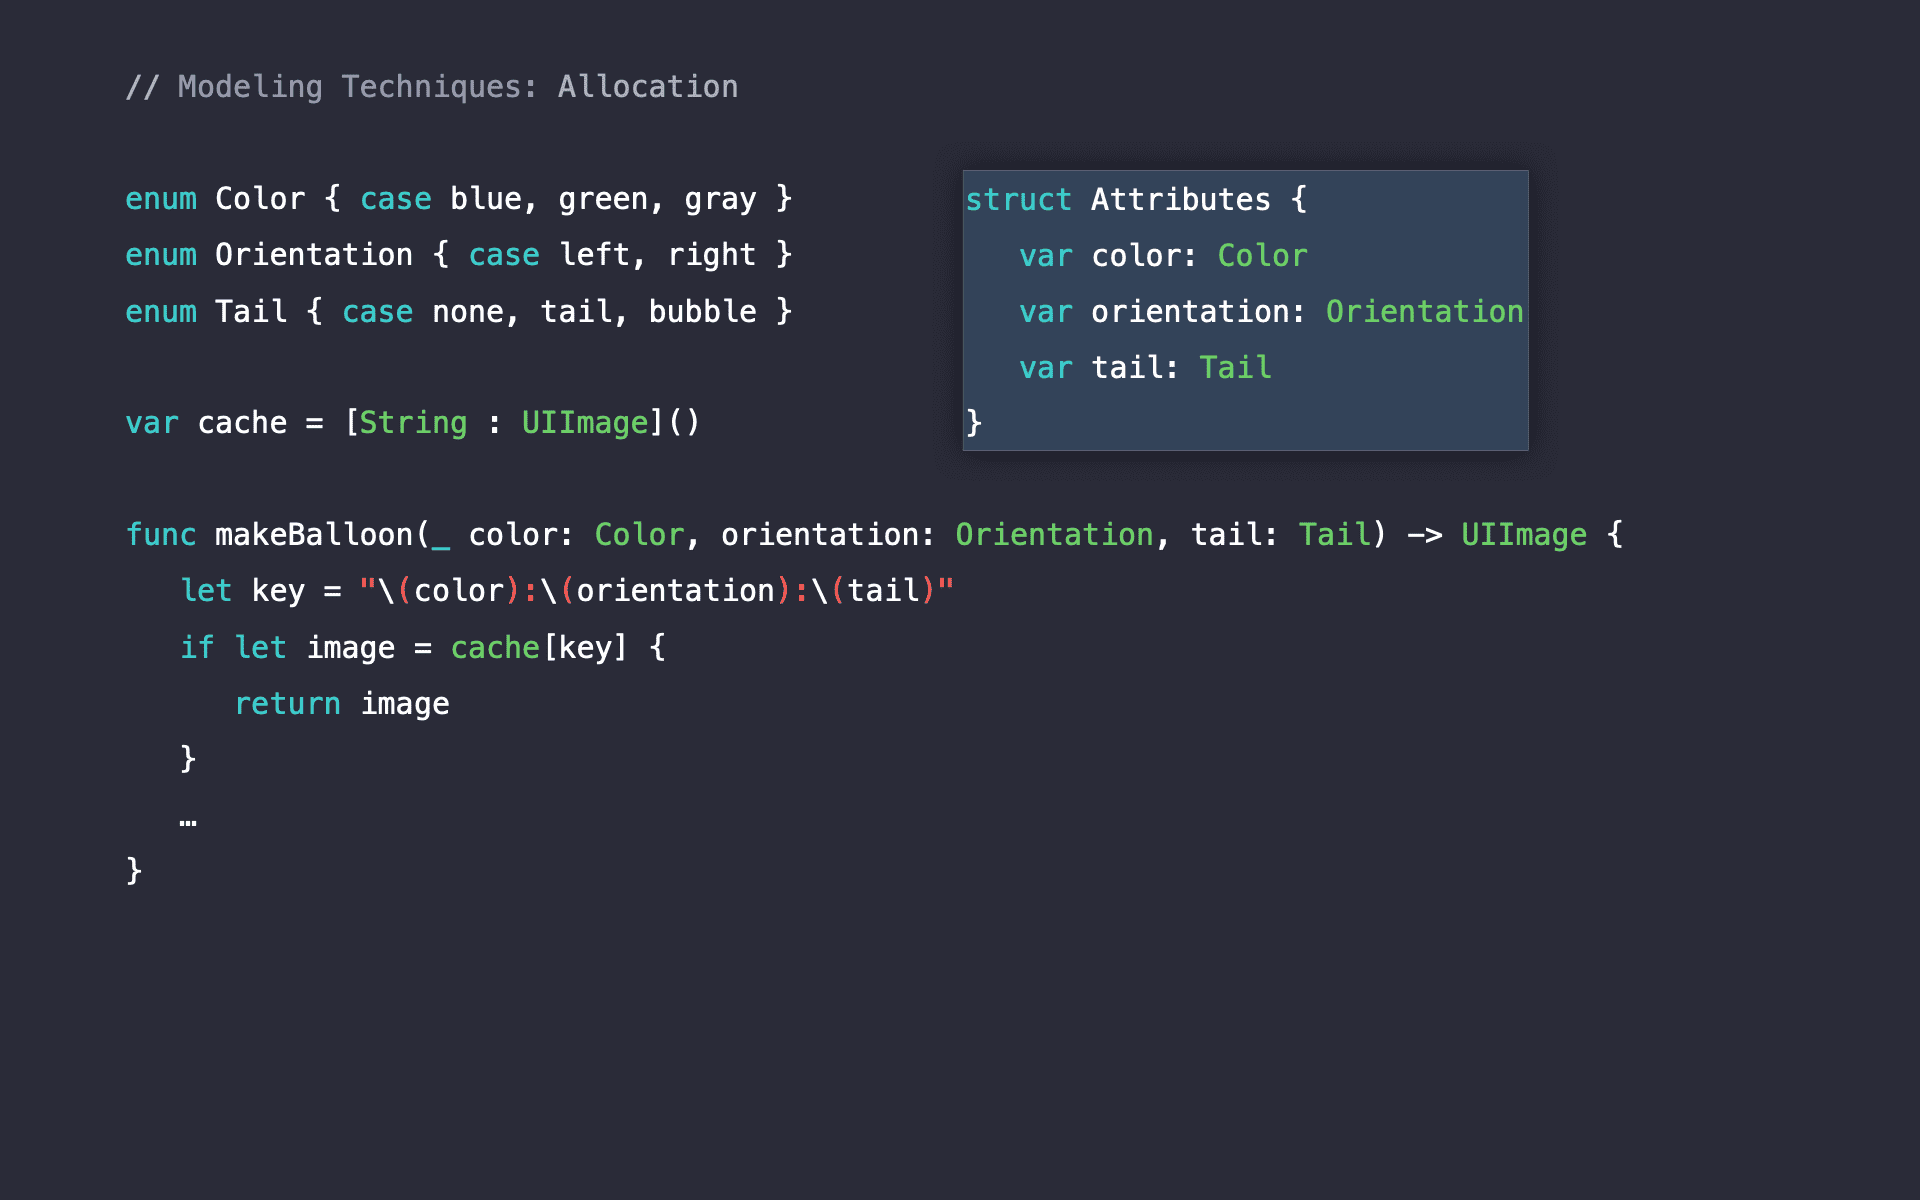 // Modeling Techniques: Allocation
enum Color { case blue, green, gray }
enum Orientation { case left, right }
enum Tail { case none, tail, bubble }
var cache = [String : UIImage]()
struct Attributes {
   var color: Color
   var orientation: Orientation
   var tail: Tail
}
func makeBalloon(_ color: Color, orientation: Orientation, tail: Tail) -> UIImage {
   let key = "\(color):\(orientation):\(tail)"
   if let image = cache[key] {
      return image
   }
   …
}